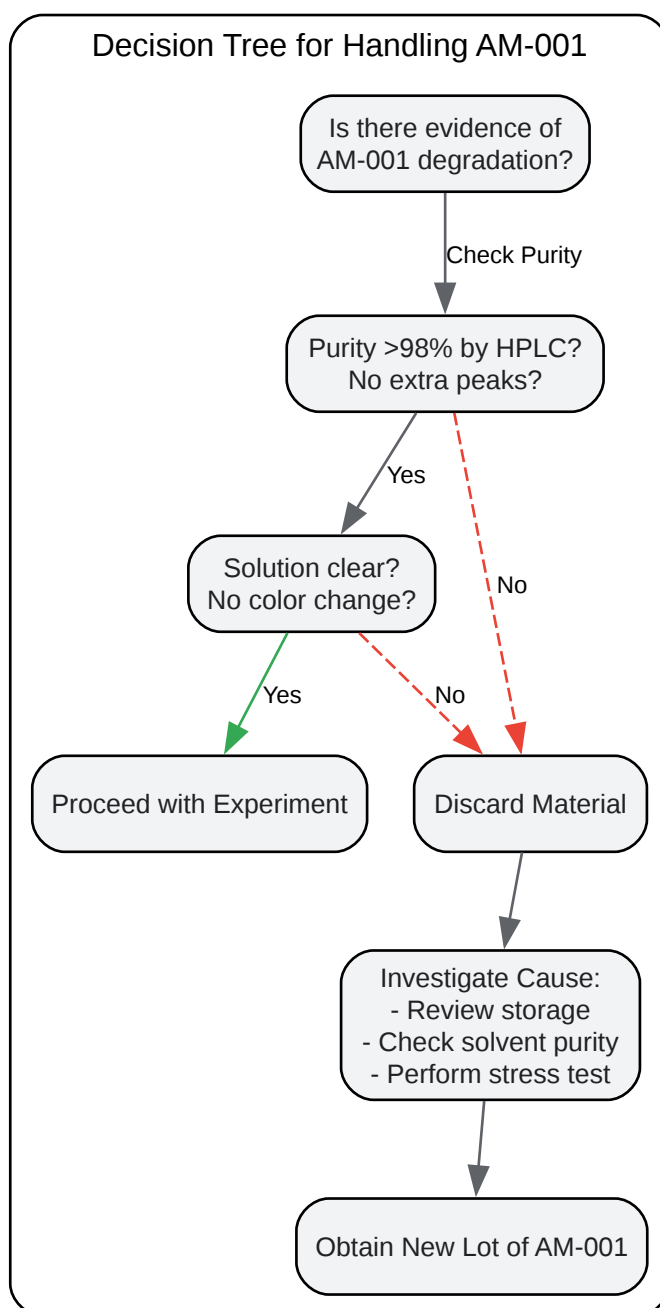 Decision Tree for Handling AM-001
Is there evidence of
AM-001 degradation?
Check Purity
Purity >98% by HPLC?
No extra peaks?
Yes
Solution clear?
No color change?
No
Yes
No
Proceed with Experiment
Discard Material
Investigate Cause:
- Review storage
- Check solvent purity
- Perform stress test
Obtain New Lot of AM-001